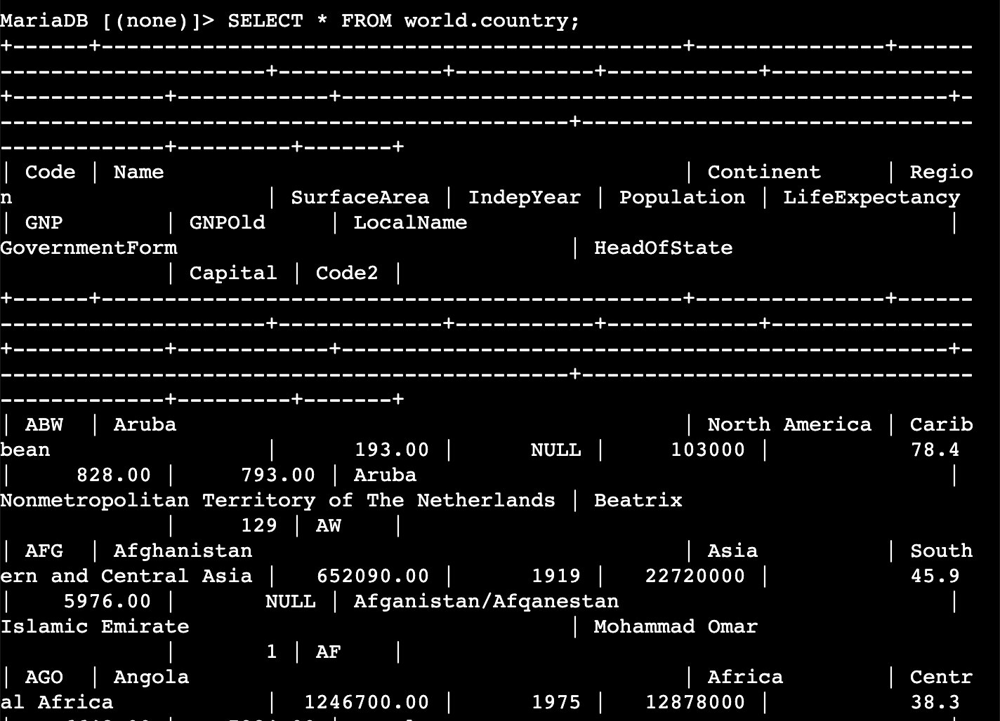 MariaDB [(none)]> SELECT * FROM world.country;
+------+----------------------------------------------+---------------+------
---------------------+-------------+-----------+------------+----------------
+------------+------------+------------------------------------------------+-
---------------------------------------------+-------------------------------
-------------+---------+-------+
| Code | Name                                         | Continent     | Regio
n                    | SurfaceArea | IndepYear | Population | LifeExpectancy
| GNP        | GNPOld     | LocalName                                      |
GovernmentForm                               | HeadOfState
             | Capital | Code2 |
+------+----------------------------------------------+---------------+------
---------------------+-------------+-----------+------------+----------------
+------------+------------+------------------------------------------------+-
---------------------------------------------+-------------------------------
-------------+---------+-------+
| ABW  | Aruba                                        | North America | Carib
bean                 |      193.00 |      NULL |     103000 |           78.4
|     828.00 |     793.00 | Aruba                                          |
Nonmetropolitan Territory of The Netherlands | Beatrix
             |     129 | AW    |
| AFG  | Afghanistan                                  | Asia          | South
ern and Central Asia |   652090.00 |      1919 |   22720000 |           45.9
|    5976.00 |       NULL | Afganistan/Afqanestan                          |
Islamic Emirate                              | Mohammad Omar
             |       1 | AF    |
| AGO  | Angola                                       | Africa        | Centr
al Africa            |  1246700.00 |      1975 |   12878000 |           38.3